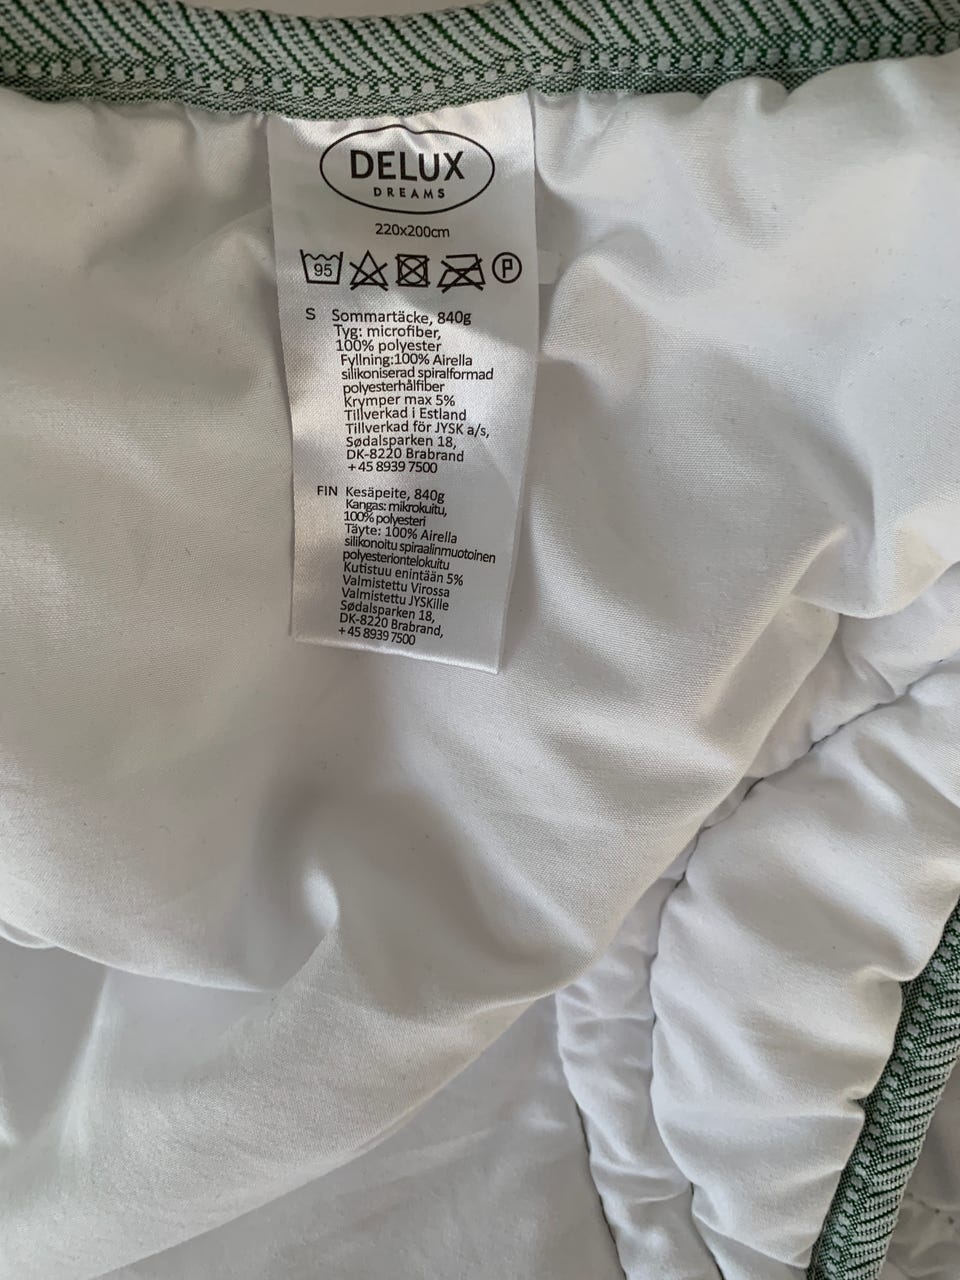 DELUX
DREAMS
220x200cm
95 P
S Sommartäcke, 840g
Tyg: microfiber,
100% polyester
Fyllning:100% Airella
silikoniserad spiralformad
polyesterhålfiber
Krymper max 5%
Tillverkad i Estland
Tillverkad för JYSK a/s,
Sødalsparken 18,
DK-8220 Brabrand
+45 8939 7500
FIN Kesäpeite, 840g
Kangas: mikrokuitu,
100% polyesteri
Täyte: 100% Airella
silikonoitu spiraalinmuotoinen
polyesteriontelokuitu
Kutistuu enintään 5%
Valmistettu Virossa
Valmistettu JYSKille
Sødalsparken 18,
DK-8220 Brabrand,
+45 8939 7500